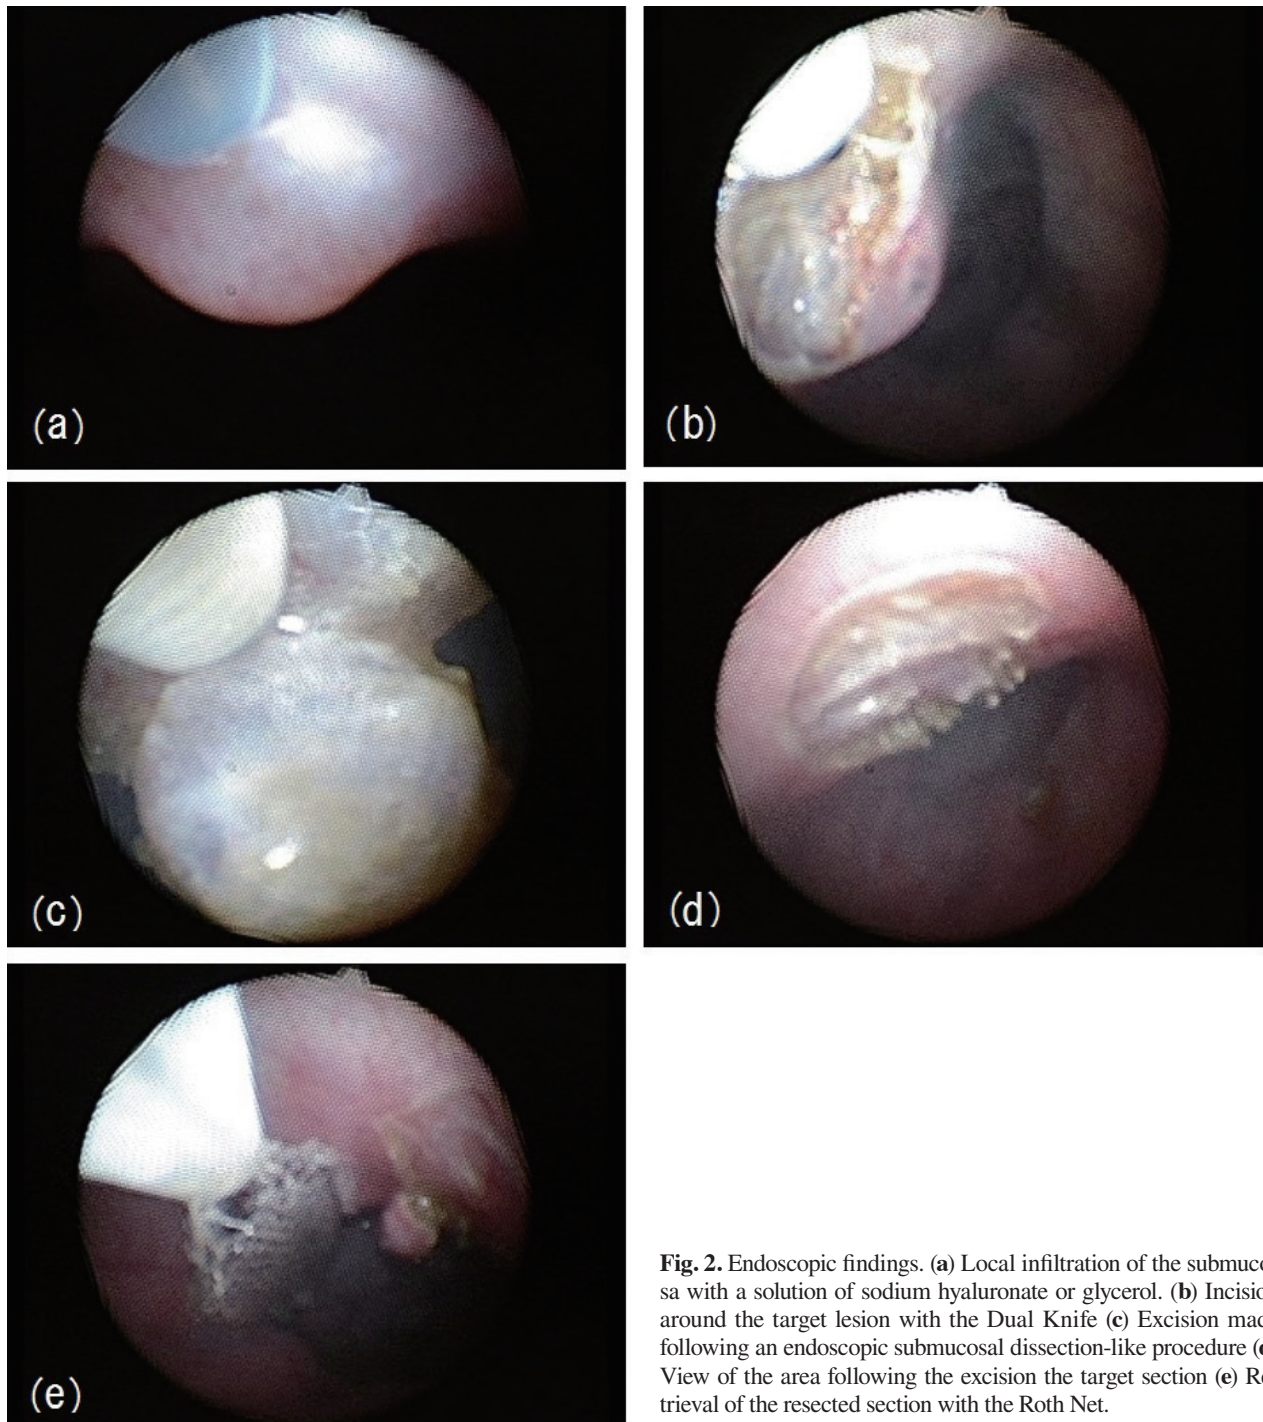 (a)
(b)
(c)
(d)
(e)
Fig. 2. Endoscopic findings. (a) Local infiltration of the submuco
sa with a solution of sodium hyaluronate or glycerol. (b) Incisio
around the target lesion with the Dual Knife (c) Excision mad
following an endoscopic submucosal dissection-like procedure (
View of the area following the excision the target section (e) R
trieval of the resected section with the Roth Net.